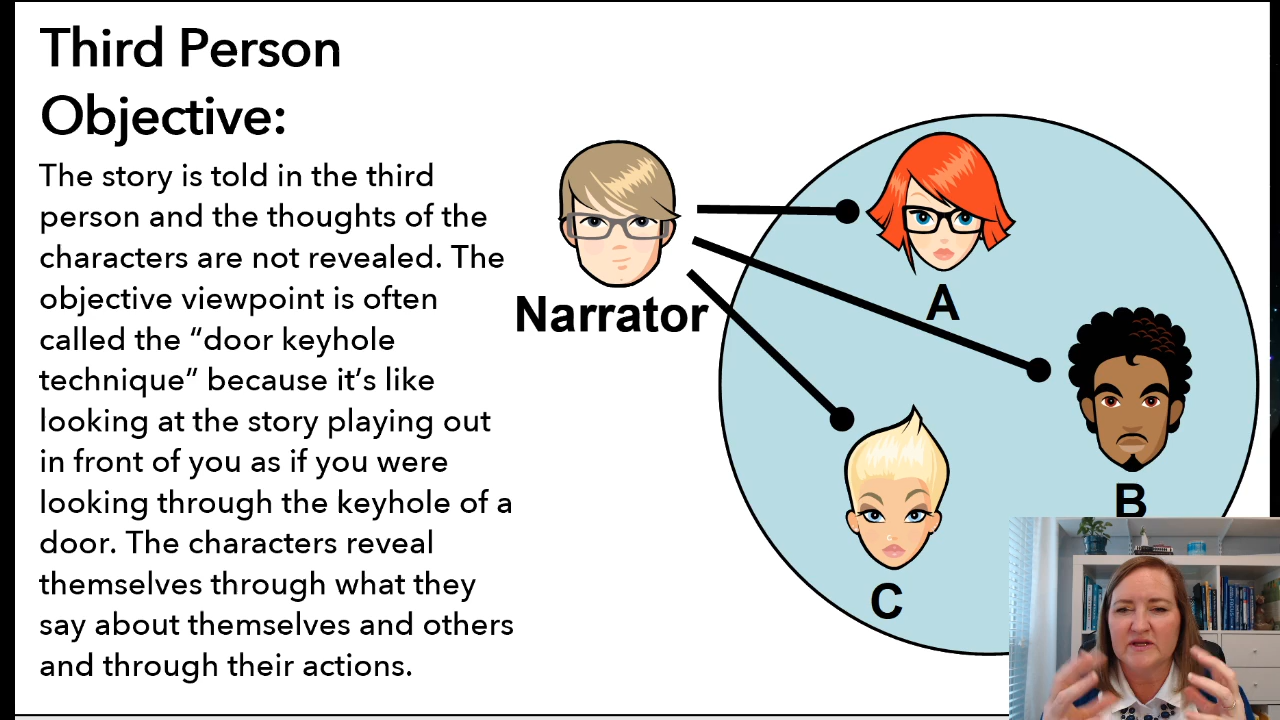 Third Person
Objective:
The story is told in the third
person and the thoughts of the
characters are not revealed. The
objective viewpoint is often
called the “door keyhole
technique” because it’s like
looking at the story playing out
in front of you as if you were
looking through the keyhole of a
door. The characters reveal
themselves through what they
say about themselves and others
and through their actions.
Narrator
A
B
C